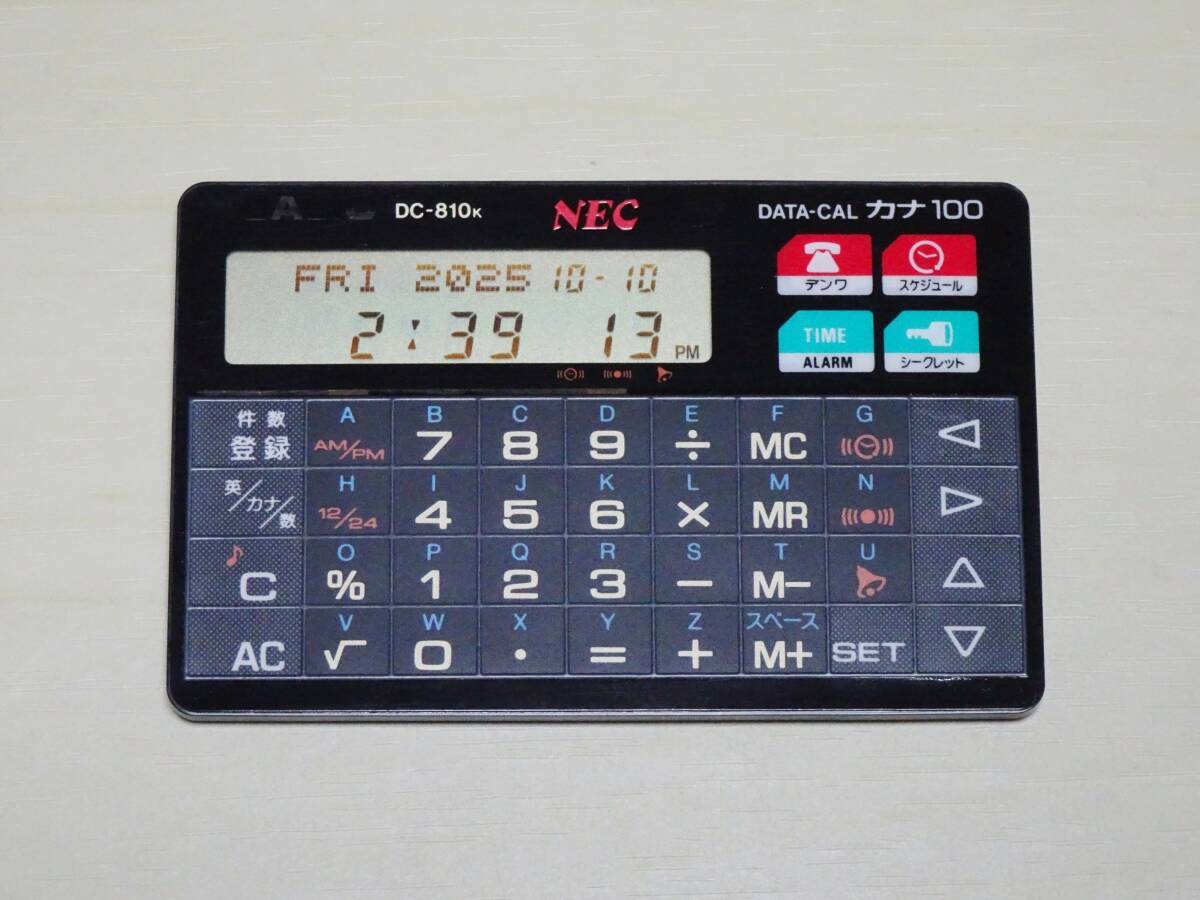 DC-810K NEC DATA-CAL カナ100
FRI 2025 10-10
2:39 13 PM
デンワ スケジュール
TIME
ALARM シークレット
件数 A B C D E F G
登録 AM/PM 7 8 9 ÷ MC
英/カナ/数 H I J K L M N
12/24 4 5 6 × MR
O P Q R S T U
C % 1 2 3 − M−
V W X Y Z スペース
AC √ 0 . = + M+ SET